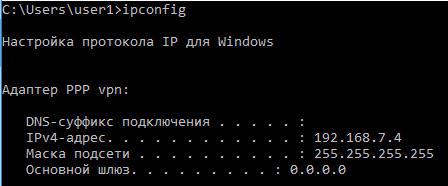 C:\Users\user1>ipconfig
Настройка протокола IP для Windows
Адаптер PPP vpn:
DNS-суффикс подключения . . . . . :
IPv4-адрес. . . . . . . . . . . . : 192.168.7.4
Маска подсети . . . . . . . . . . : 255.255.255.255
Основной шлюз. . . . . . . . . : 0.0.0.0